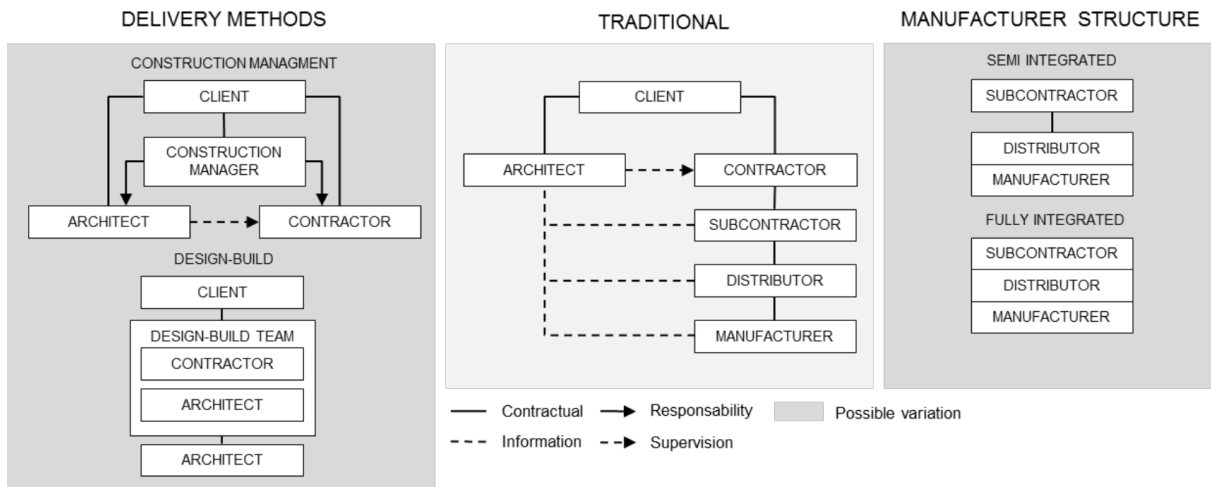 DELIVERY METHODS
CONSTRUCTION MANAGMENT
CLIENT
CONSTRUCTION
MANAGER
ARCHITECT
CONTRACTOR
DESIGN-BUILD
CLIENT
DESIGN-BUILD TEAM
CONTRACTOR
ARCHITECT
ARCHITECT
TRADITIONAL
CLIENT
ARCHITECT
CONTRACTOR
SUBCONTRACTOR
DISTRIBUTOR
MANUFACTURER
MANUFACTURER STRUCTURE
SEMI INTEGRATED
SUBCONTRACTOR
DISTRIBUTOR
MANUFACTURER
FULLY INTEGRATED
SUBCONTRACTOR
DISTRIBUTOR
MANUFACTURER
Contractual
Responsability
Possible variation
Information
Supervision